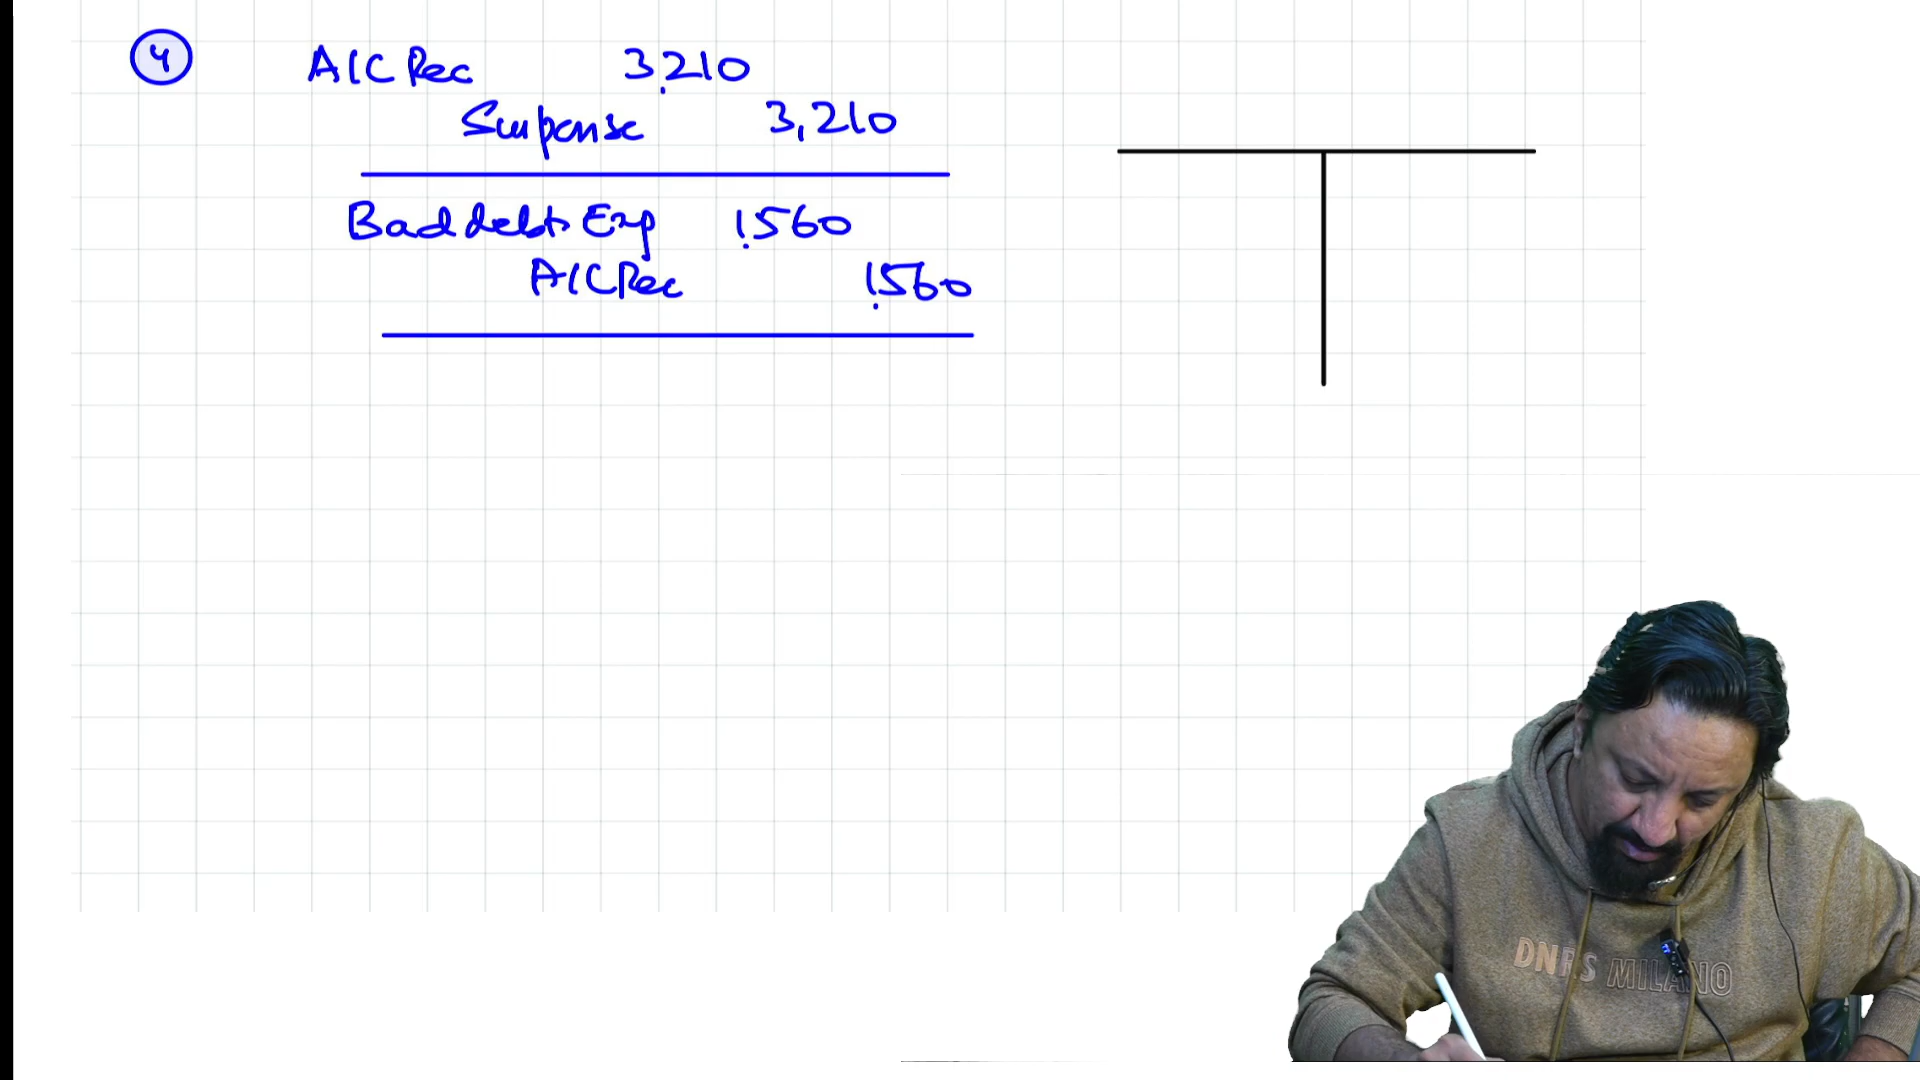 4 A/C Rec 3,210
Suspense 3,210
Bad debts Exp 1,560
A/C Rec 1,560
DNRS MILANO